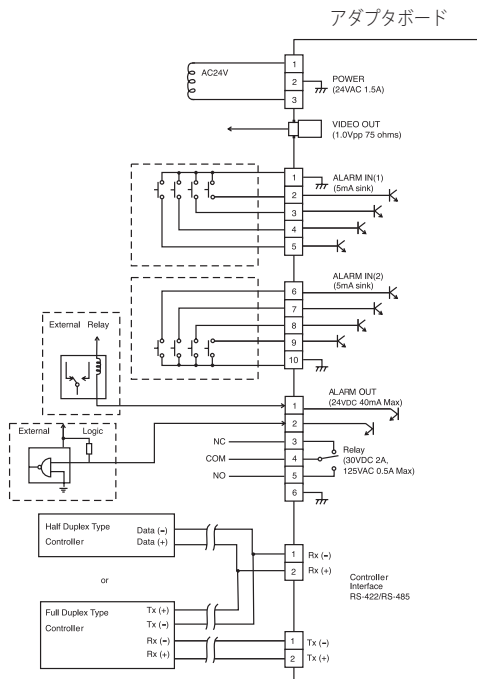 アダプタボード
AC24V
1
2
3
POWER
(24VAC 1.5A)
VIDEO OUT
(1.0Vpp 75 ohms)
1
2
3
4
5
ALARM IN(1)
(5mA sink)
6
7
8
9
10
ALARM IN(2)
(5mA sink)
External Relay
External Logic
NC
COM
NO
1
2
3
4
5
6
ALARM OUT
(24VDC 40mA Max)
Relay
(30VDC 2A,
125VAC 0.5A Max)
Half Duplex Type
Controller
Data (-)
Data (+)
or
Full Duplex Type
Controller
Tx (+)
Tx (-)
Rx (-)
Rx (+)
1 Rx (-)
2 Rx (+)
Controller
Interface
RS-422/RS-485
1 Tx (-)
2 Tx (+)